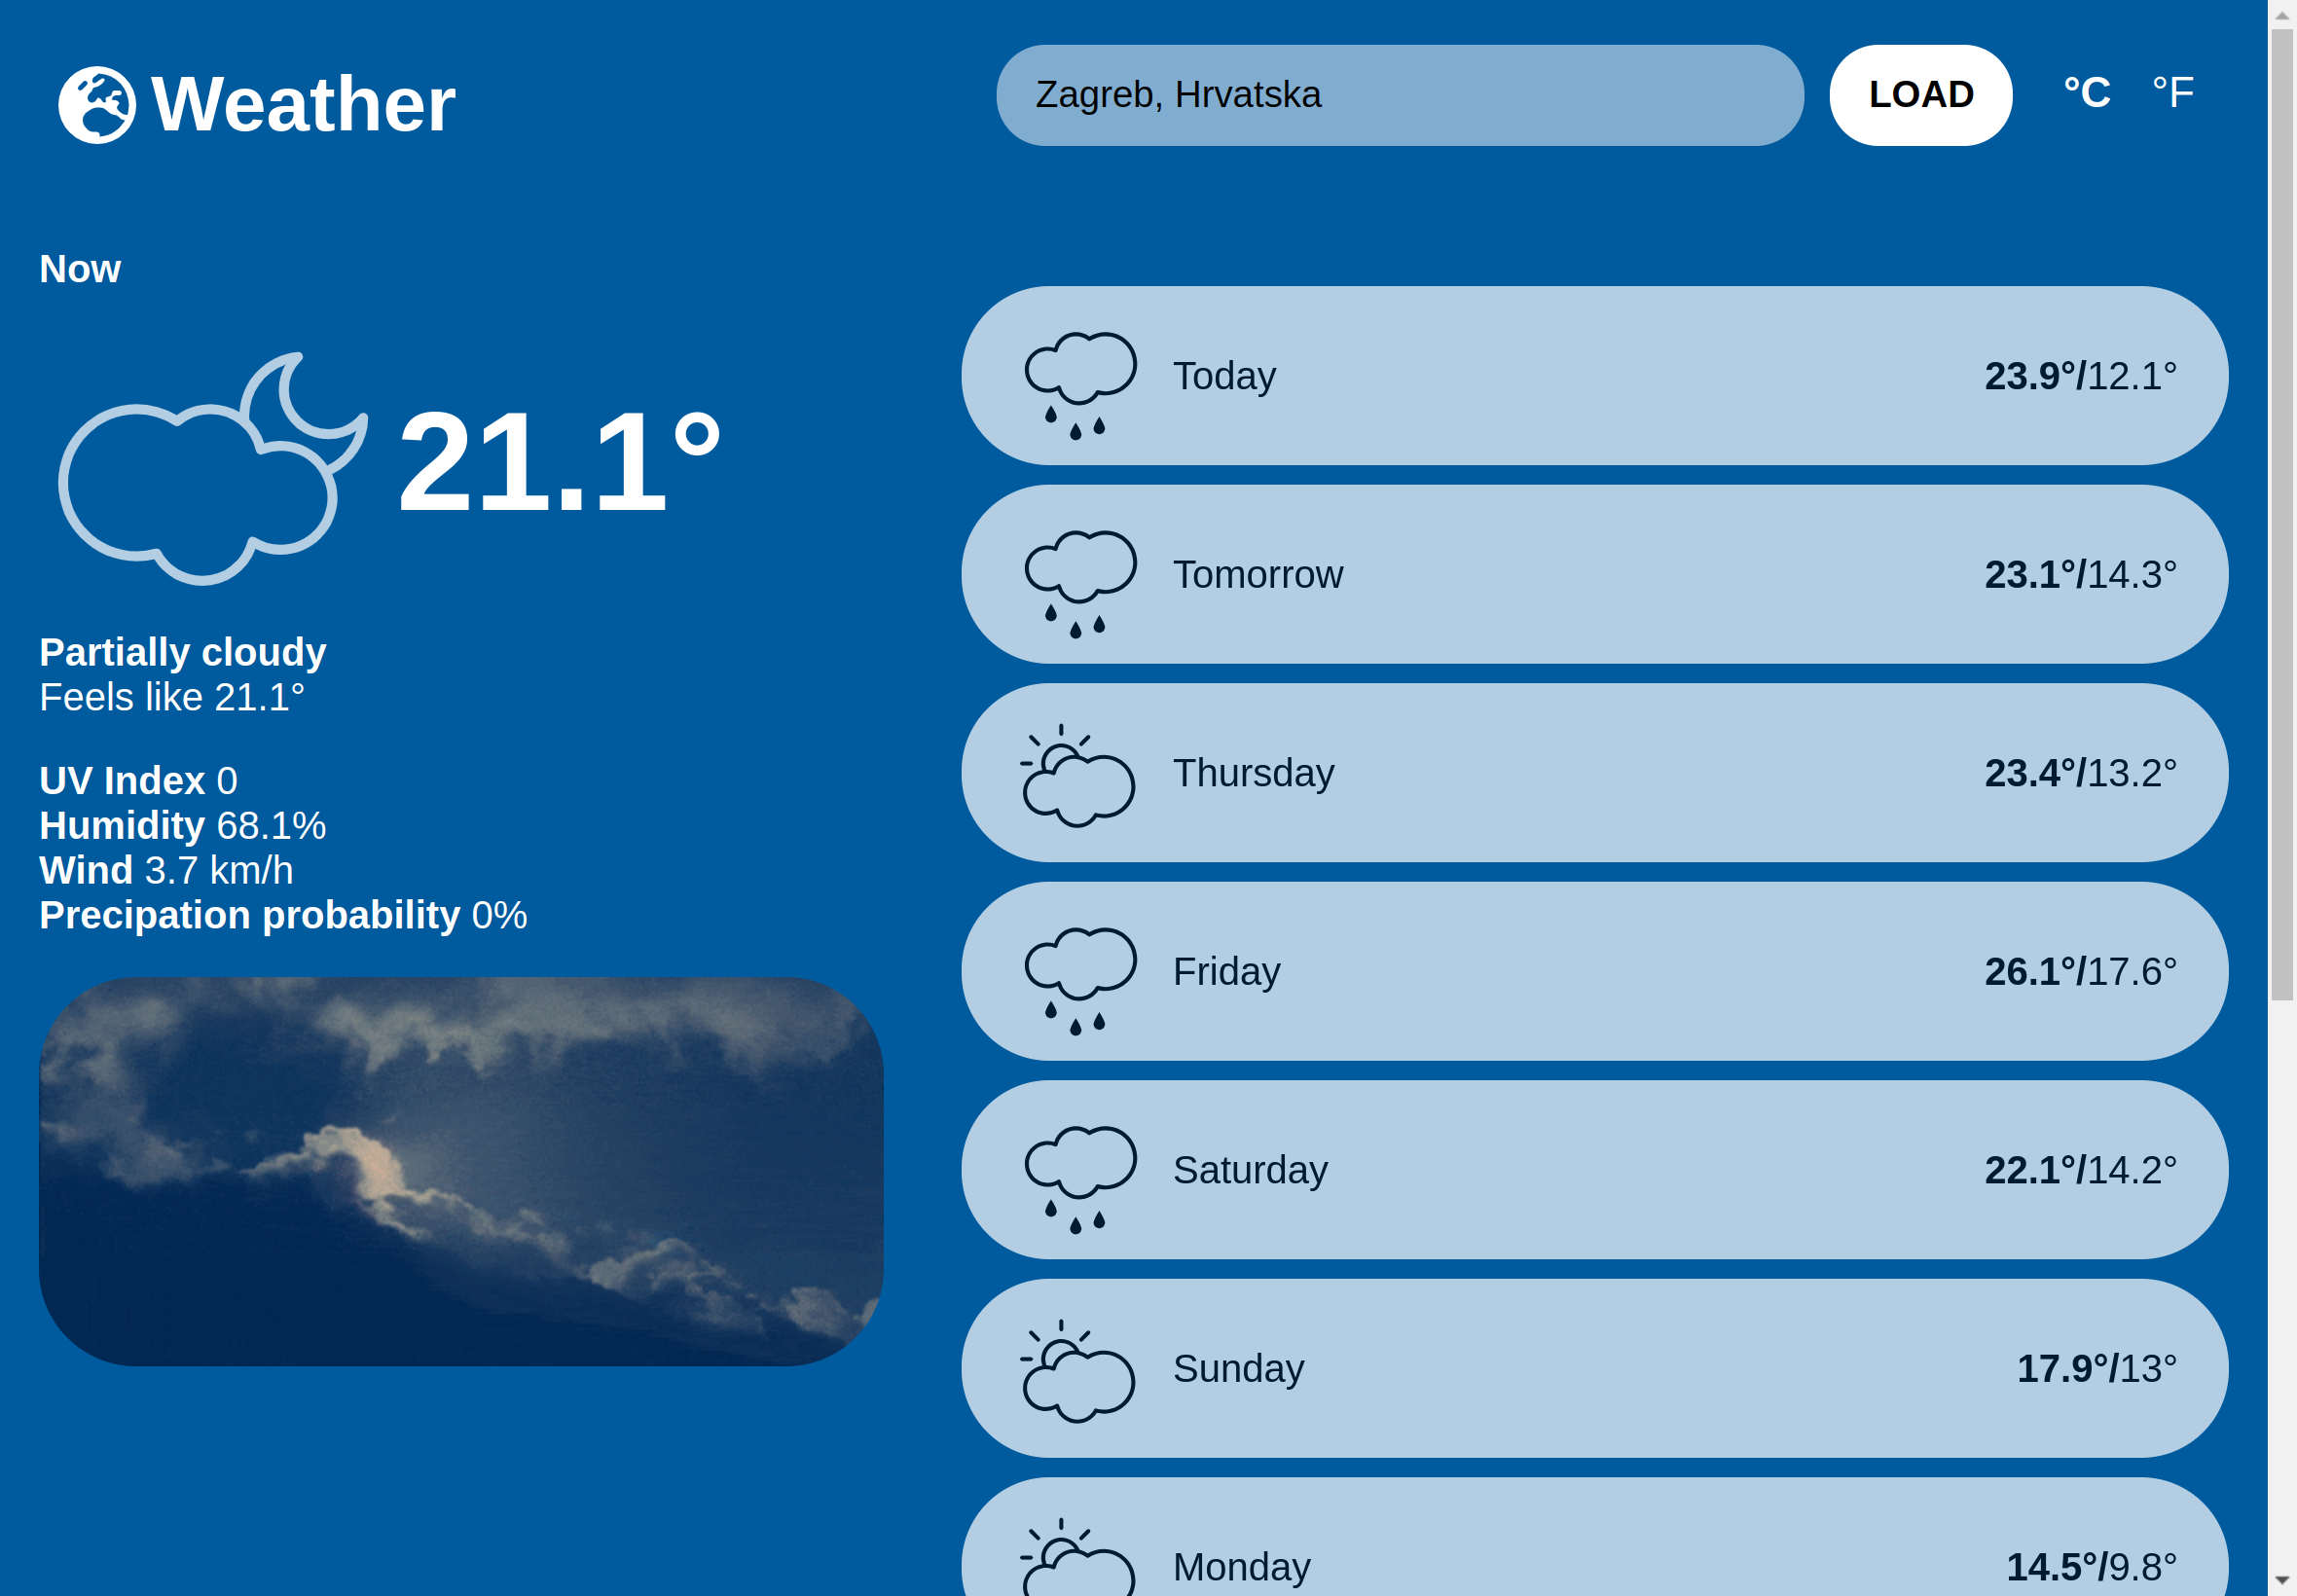 Weather
Zagreb, Hrvatska
LOAD
°C °F
Now
21.1°
Partially cloudy
Feels like 21.1°
UV Index 0
Humidity 68.1%
Wind 3.7 km/h
Precipation probability 0%
Today 23.9°/12.1°
Tomorrow 23.1°/14.3°
Thursday 23.4°/13.2°
Friday 26.1°/17.6°
Saturday 22.1°/14.2°
Sunday 17.9°/13°
Monday 14.5°/9.8°